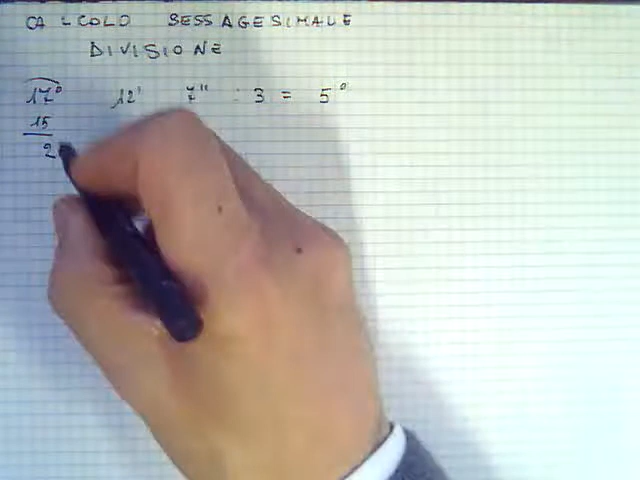 CALCOLO SESSAGESIMALE
DIVISIONE
17° 12' 7'' : 3 = 5°
15
2